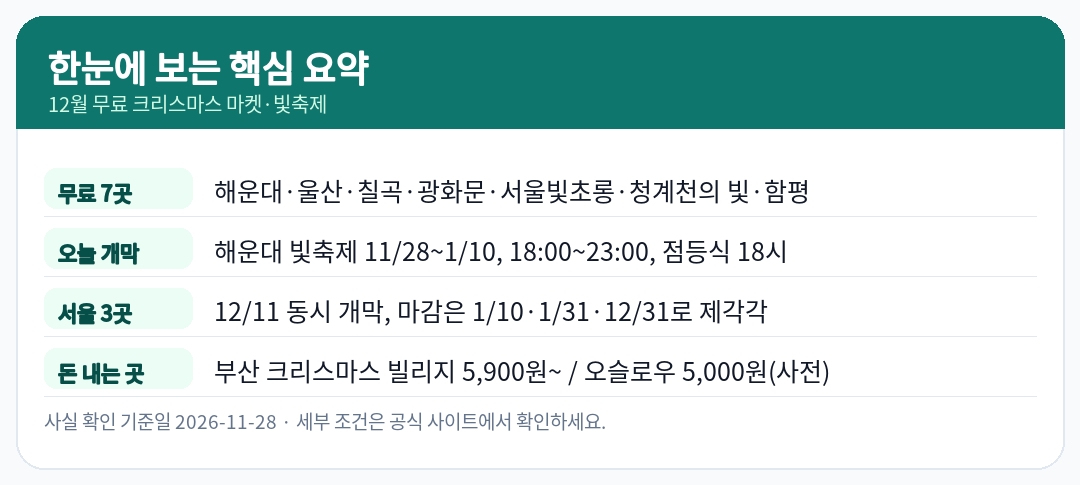 한눈에 보는 핵심 요약
12월 무료 크리스마스 마켓·빛축제
무료 7곳
해운대·울산·칠곡·광화문·서울빛초롱·청계천의 빛·함평
오늘 개막
해운대 빛축제 11/28~1/10, 18:00~23:00, 점등식 18시
서울 3곳
12/11 동시 개막, 마감은 1/10·1/31·12/31로 제각각
돈 내는 곳
부산 크리스마스 빌리지 5,900원~ / 오슬로우 5,000원(사전)
사실 확인 기준일 2026-11-28 · 세부 조건은 공식 사이트에서 확인하세요.